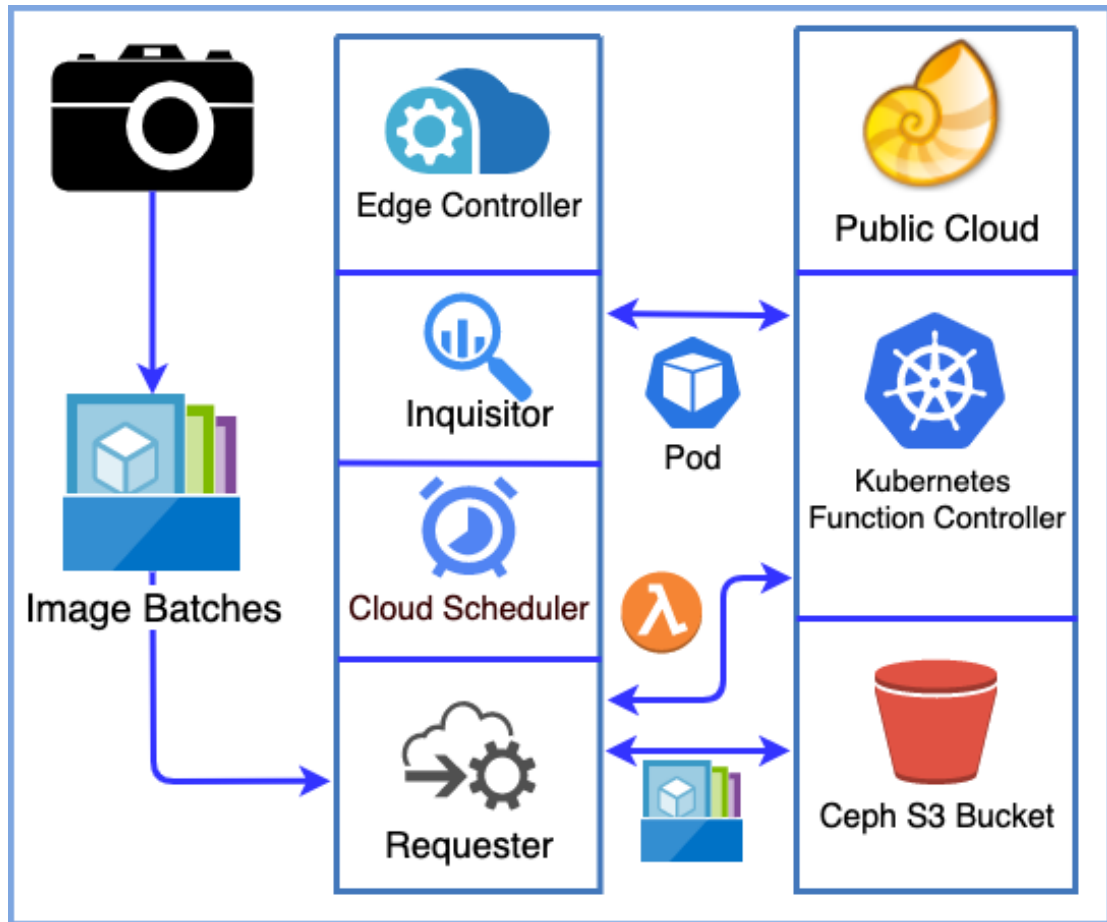 Edge Controller
Public Cloud
Inquisitor
Pod
Kubernetes
Function Controller
Image Batches
Cloud Scheduler
λ
Requester
Ceph S3 Bucket